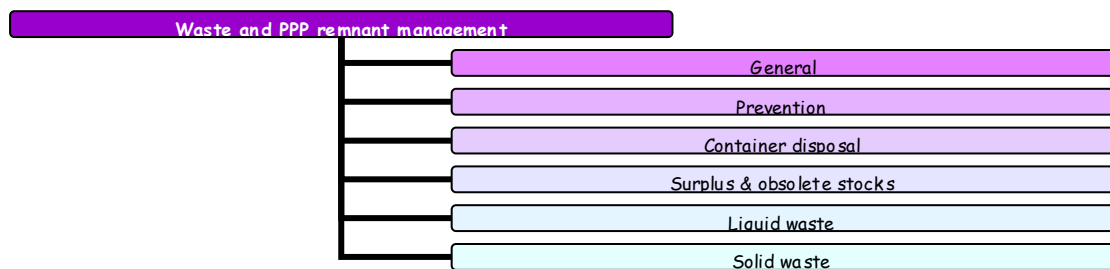 Waste and PPP remnant management
General
Prevention
Container disposal
Surplus & obsolete stocks
Liquid waste
Solid waste